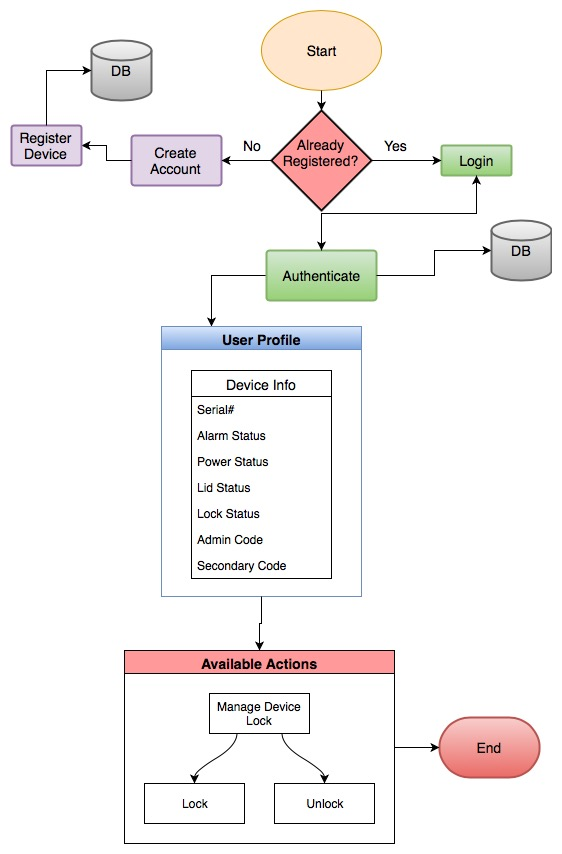 Start
DB
Already
Registered?
No
Yes
Register
Device
Create
Account
Login
DB
Authenticate
User Profile
Device Info
Serial#
Alarm Status
Power Status
Lid Status
Lock Status
Admin Code
Secondary Code
Available Actions
Manage Device
Lock
End
Lock
Unlock